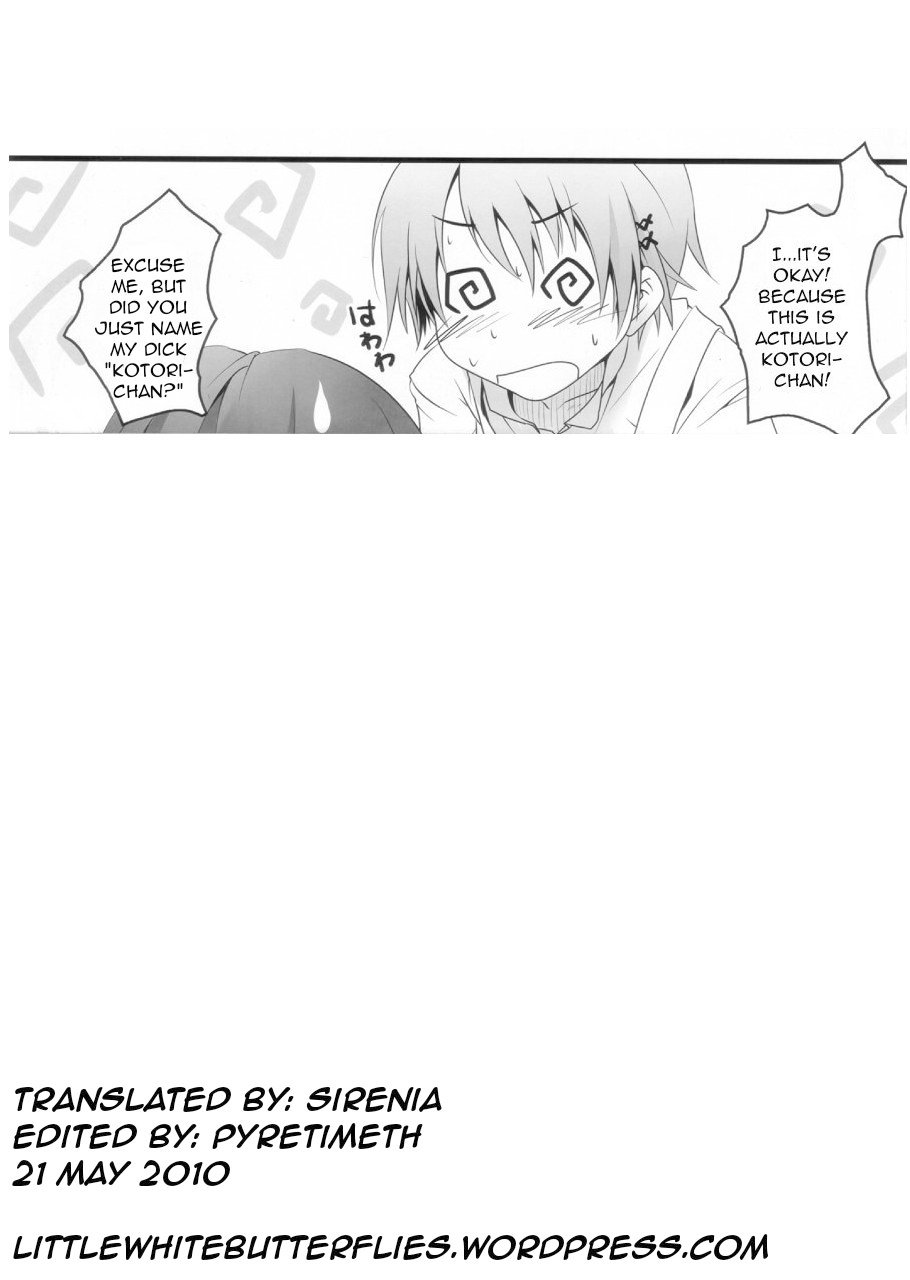 I...IT'S
OKAY!
BECAUSE
THIS IS
ACTUALLY
KOTORI-
CHAN!
はわわ
EXCUSE
ME, BUT
DID YOU
JUST NAME
MY DICK
"KOTORI-
CHAN?"
TRANSLATED BY: SIRENIA
EDITED BY: PYRETIMETH
21 MAY 2010
LITTLEWHITEBUTTERFLIES.WORDPRESS.COM